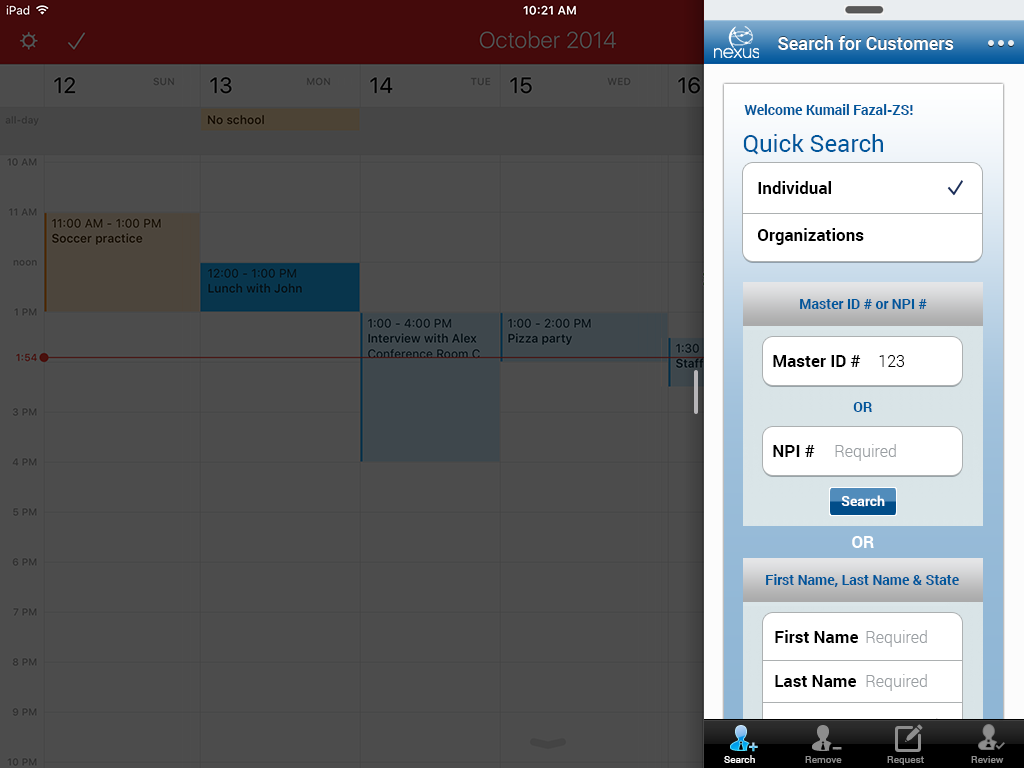 iPad
10:21 AM
October 2014
12 SUN
13 MON
14 TUE
15 WED
16
all-day
No school
10 AM
11 AM
noon
1 PM
1:54
3 PM
4 PM
5 PM
6 PM
7 PM
8 PM
9 PM
10 PM
11:00 AM - 1:00 PM
Soccer practice
12:00 - 1:00 PM
Lunch with John
1:00 - 4:00 PM
Interview with Alex
Conference Room C
1:00 - 2:00 PM
Pizza party
1:30
Staff
nexus
Search for Customers
Welcome Kumail Fazal-ZS!
Quick Search
Individual
Organizations
Master ID # or NPI #
Master ID # 123
OR
NPI # Required
Search
OR
First Name, Last Name & State
First Name Required
Last Name Required
Search
Remove
Request
Review